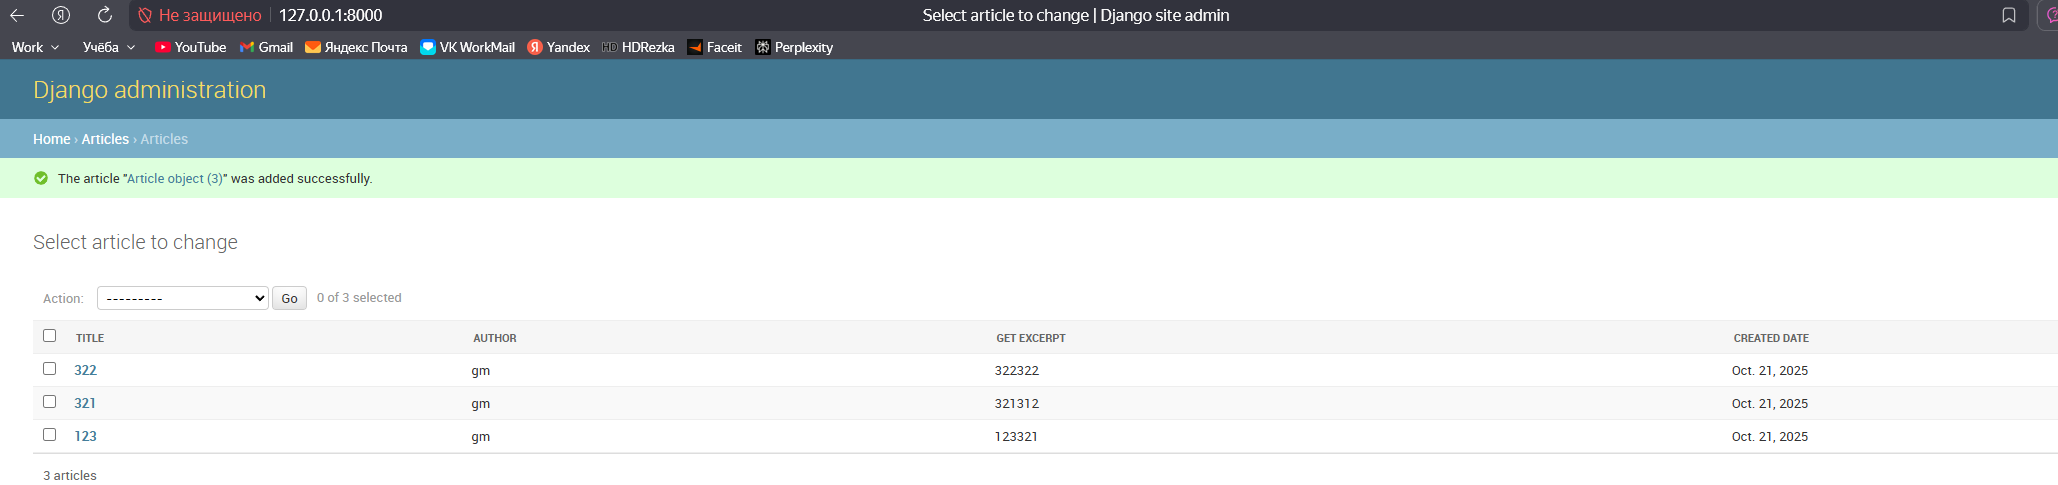 Не защищено 127.0.0.1:8000 Select article to change | Django site admin
Work Учёба YouTube Gmail Яндекс Почта VK WorkMail Yandex HD HDRezka Faceit Perplexity
Django administration
Home › Articles › Articles
The article "Article object (3)" was added successfully.
Select article to change
Action: --------- Go 0 of 3 selected
TITLE AUTHOR GET EXCERPT CREATED DATE
322 gm 322322 Oct. 21, 2025
321 gm 321312 Oct. 21, 2025
123 gm 123321 Oct. 21, 2025
3 articles